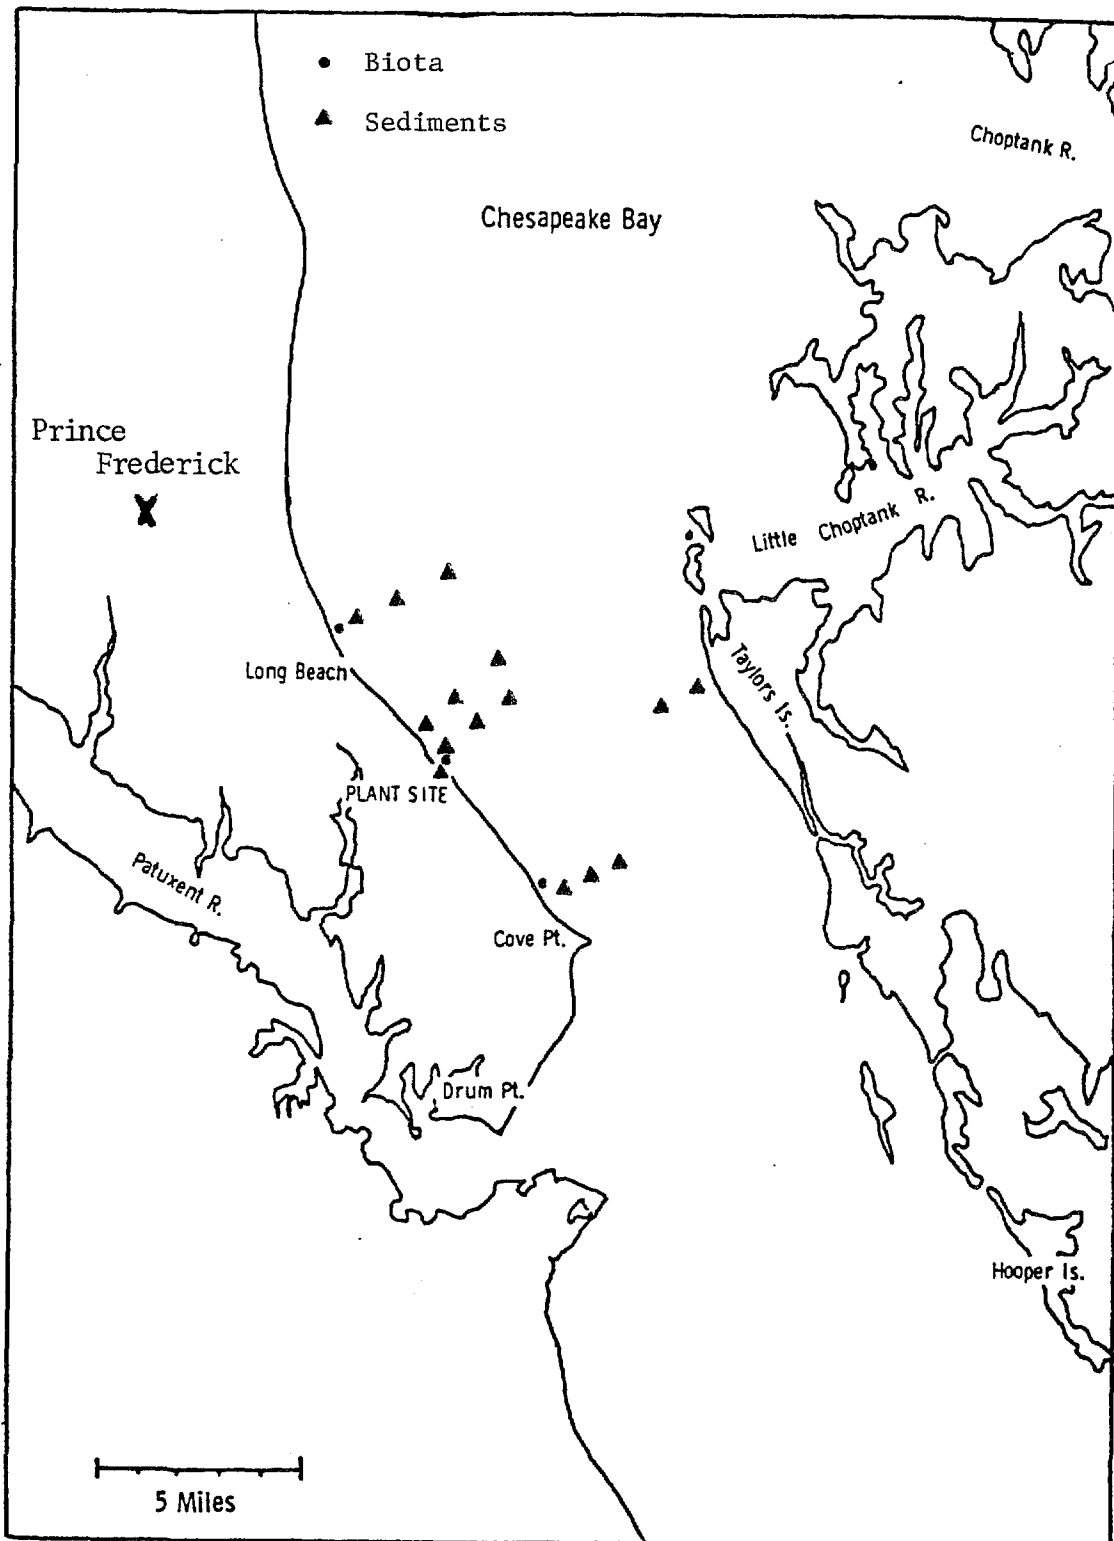 Biota
Sediments
Choptank R.
Chesapeake Bay
Prince
Frederick
X
Little Choptank R.
Long Beach
Taylors Is.
PLANT SITE
Patuxent R.
Cove Pt.
Drum Pt.
Hooper Is.
5 Miles